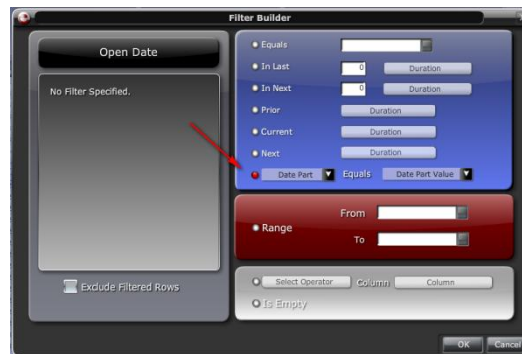 Filter Builder
Open Date
No Filter Specified.
Exclude Filtered Rows
Equals
In Last 0 Duration
In Next 0 Duration
Prior Duration
Current Duration
Next Duration
Date Part Equals Date Part Value
Range From
To
Select Operator Column Column
Is Empty
OK Cancel